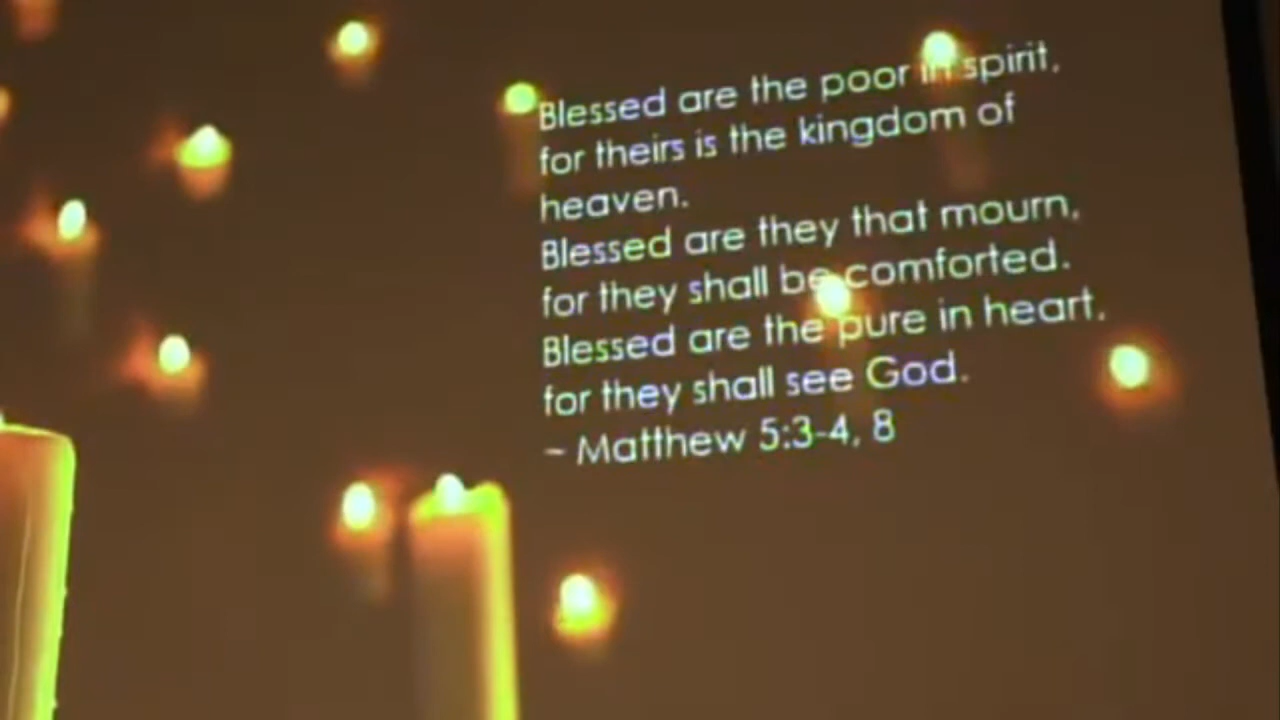 Blessed are the poor in spirit,
for theirs is the kingdom of
heaven.
Blessed are they that mourn,
for they shall be comforted.
Blessed are the pure in heart,
for they shall see God.
~ Matthew 5:3-4, 8